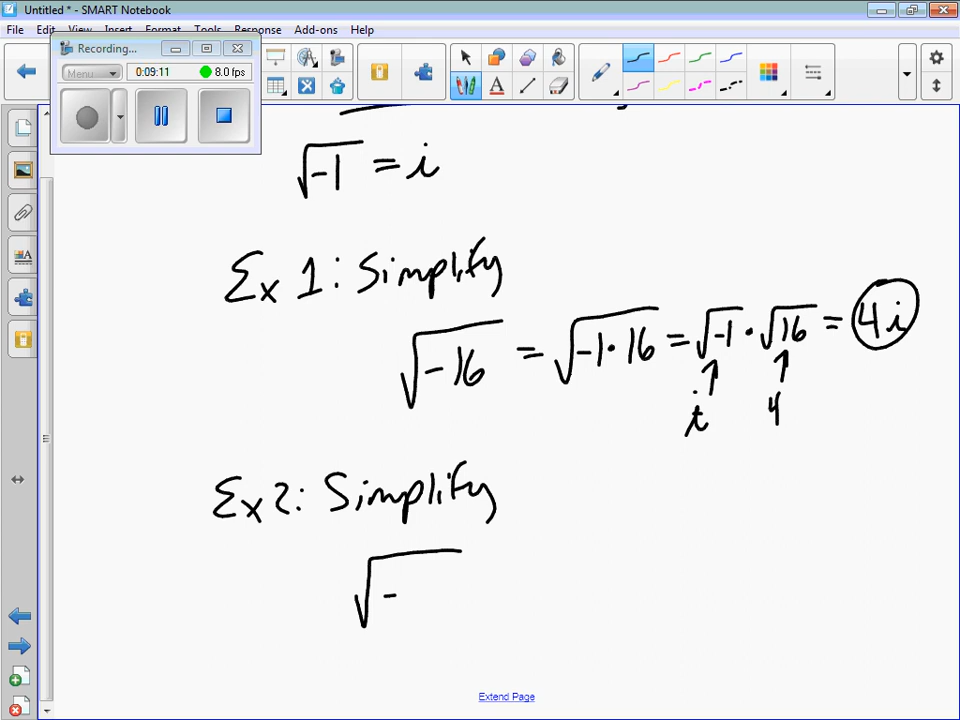 Untitled * - SMART Notebook
File Edit View Insert Format Tools Response Add-ons Help
Recording...
Menu 0:09:11 8.0 fps
√-1 = i
Ex 1: Simplify
√-16 = √-1·16 = √-1 · √16 = 4i
i 4
Ex 2: Simplify
√-
Extend Page